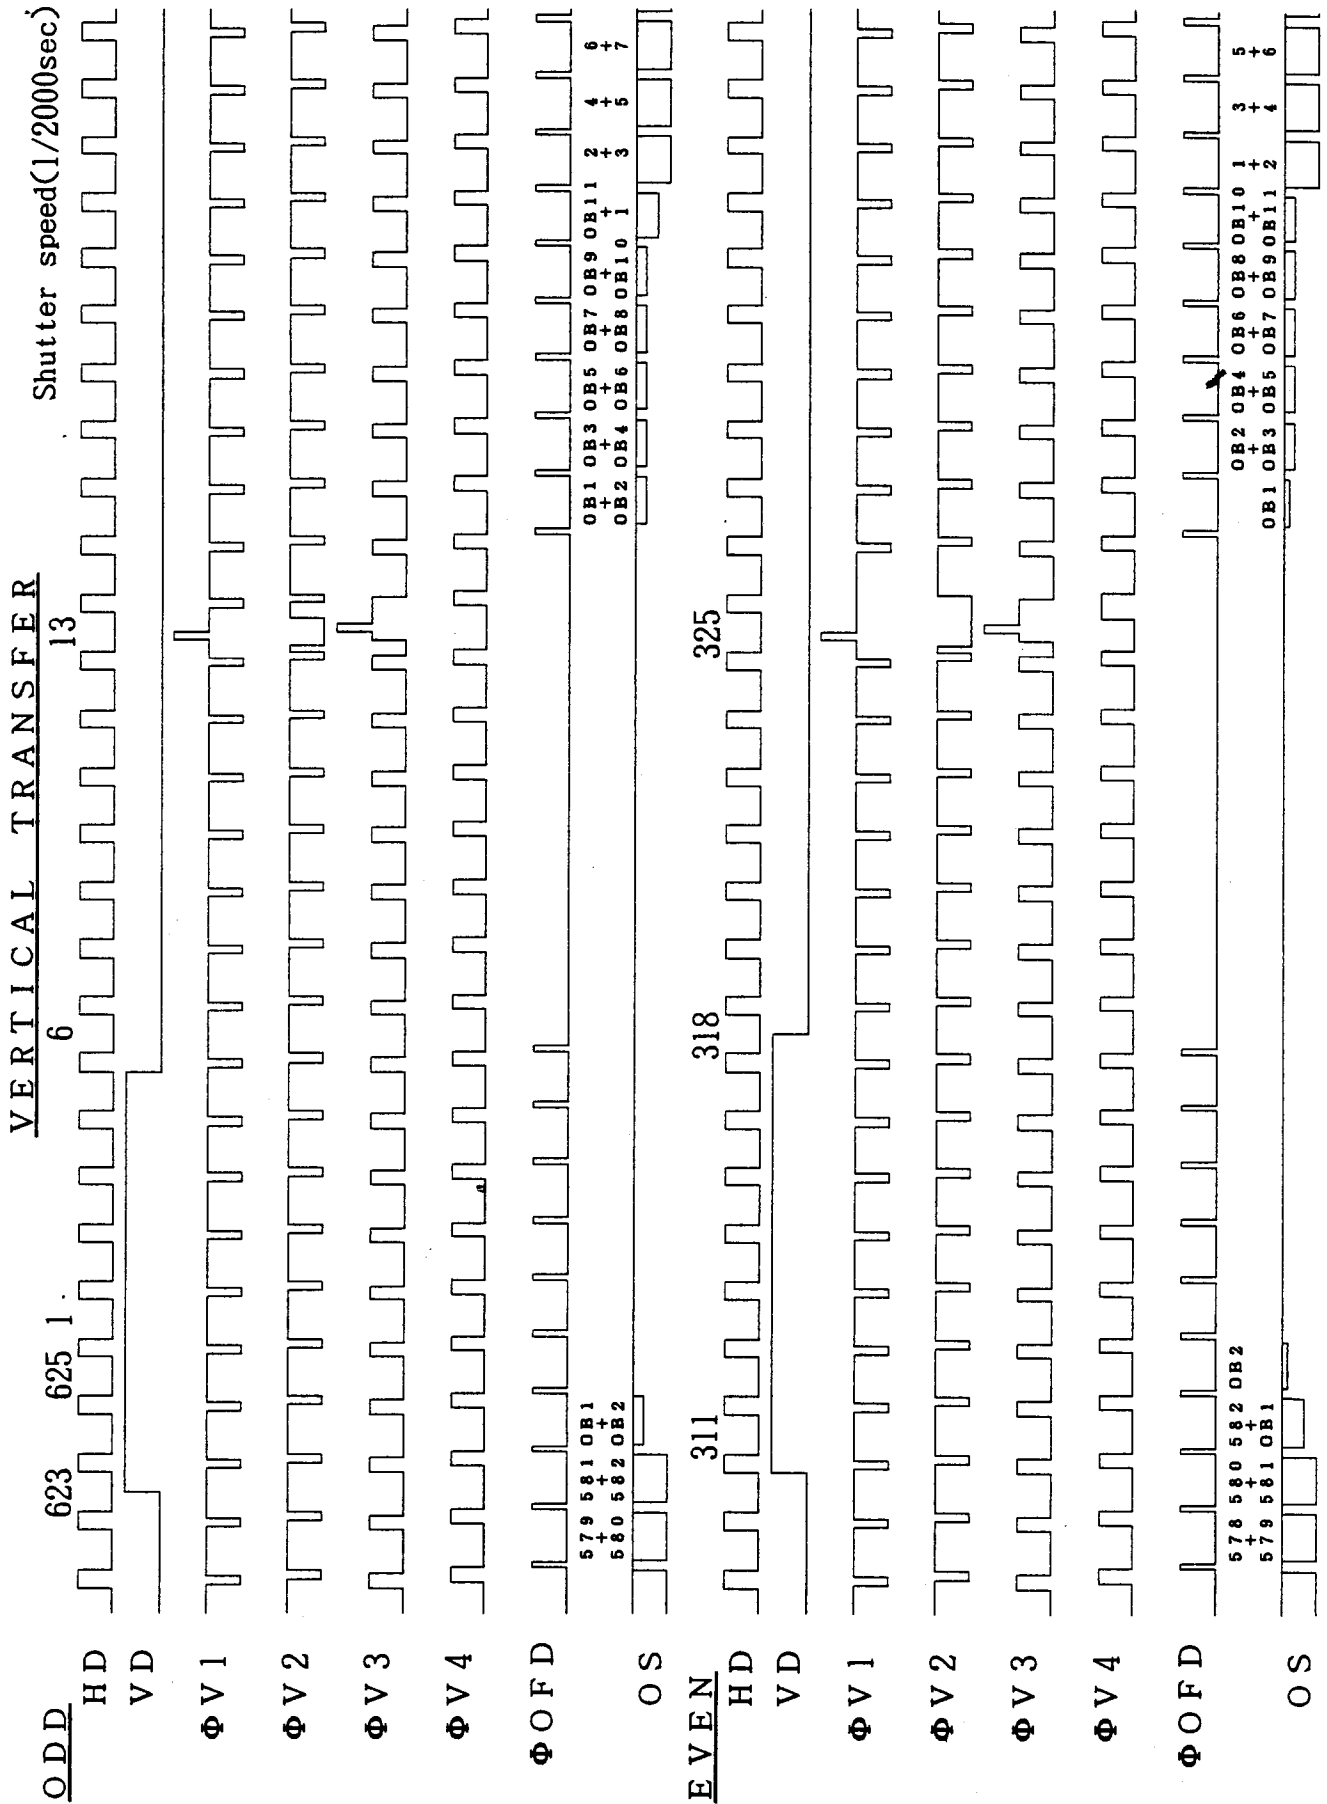 VERTICAL TRANSFER
Shutter speed(1/2000sec)
ODD
623 625 1 6 13
HD
VD
ΦV1
ΦV2
ΦV3
ΦV4
ΦOFD
579 581 OB1 OB1 OB3 OB5 OB7 OB9 OB11 2 4 6
+ + + + + + + + + + + +
580 582 OB2 OB2 OB4 OB6 OB8 OB10 1 3 5 7
OS
EVEN
311 318 325
HD
VD
ΦV1
ΦV2
ΦV3
ΦV4
ΦOFD
578 580 582 OB2 OB2 OB4 OB6 OB8 OB10 1 3 5
+ + + + + + + + + + +
579 581 OB1 OB1 OB3 OB5 OB7 OB9 OB11 2 4 6
OS